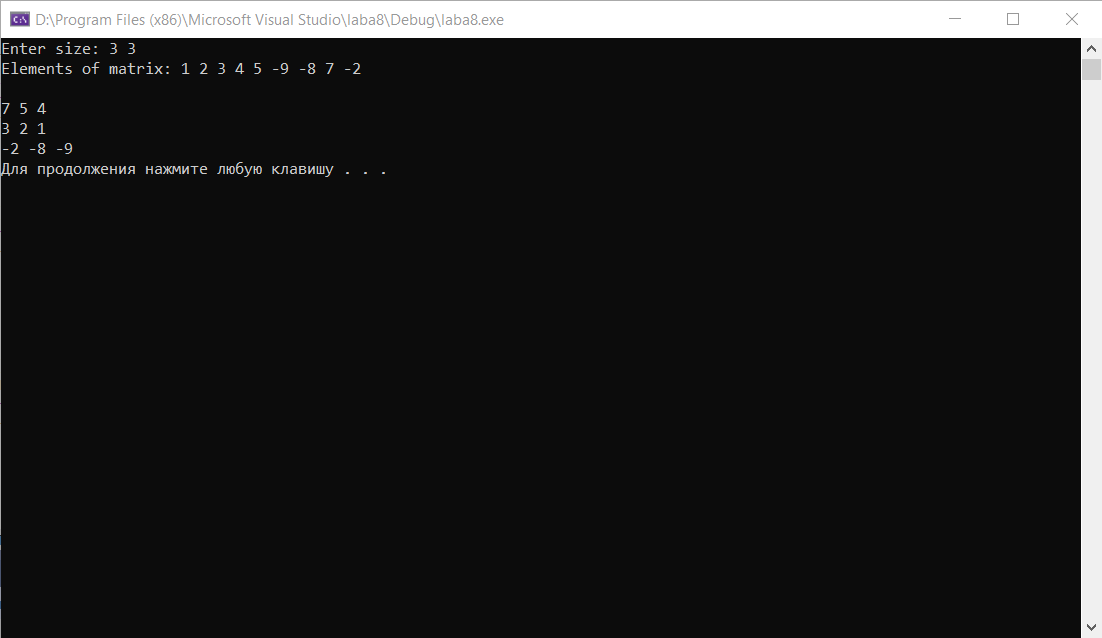 D:\Program Files (x86)\Microsoft Visual Studio\laba8\Debug\laba8.exe
Enter size: 3 3
Elements of matrix: 1 2 3 4 5 -9 -8 7 -2
7 5 4
3 2 1
-2 -8 -9
Для продолжения нажмите любую клавишу . . .